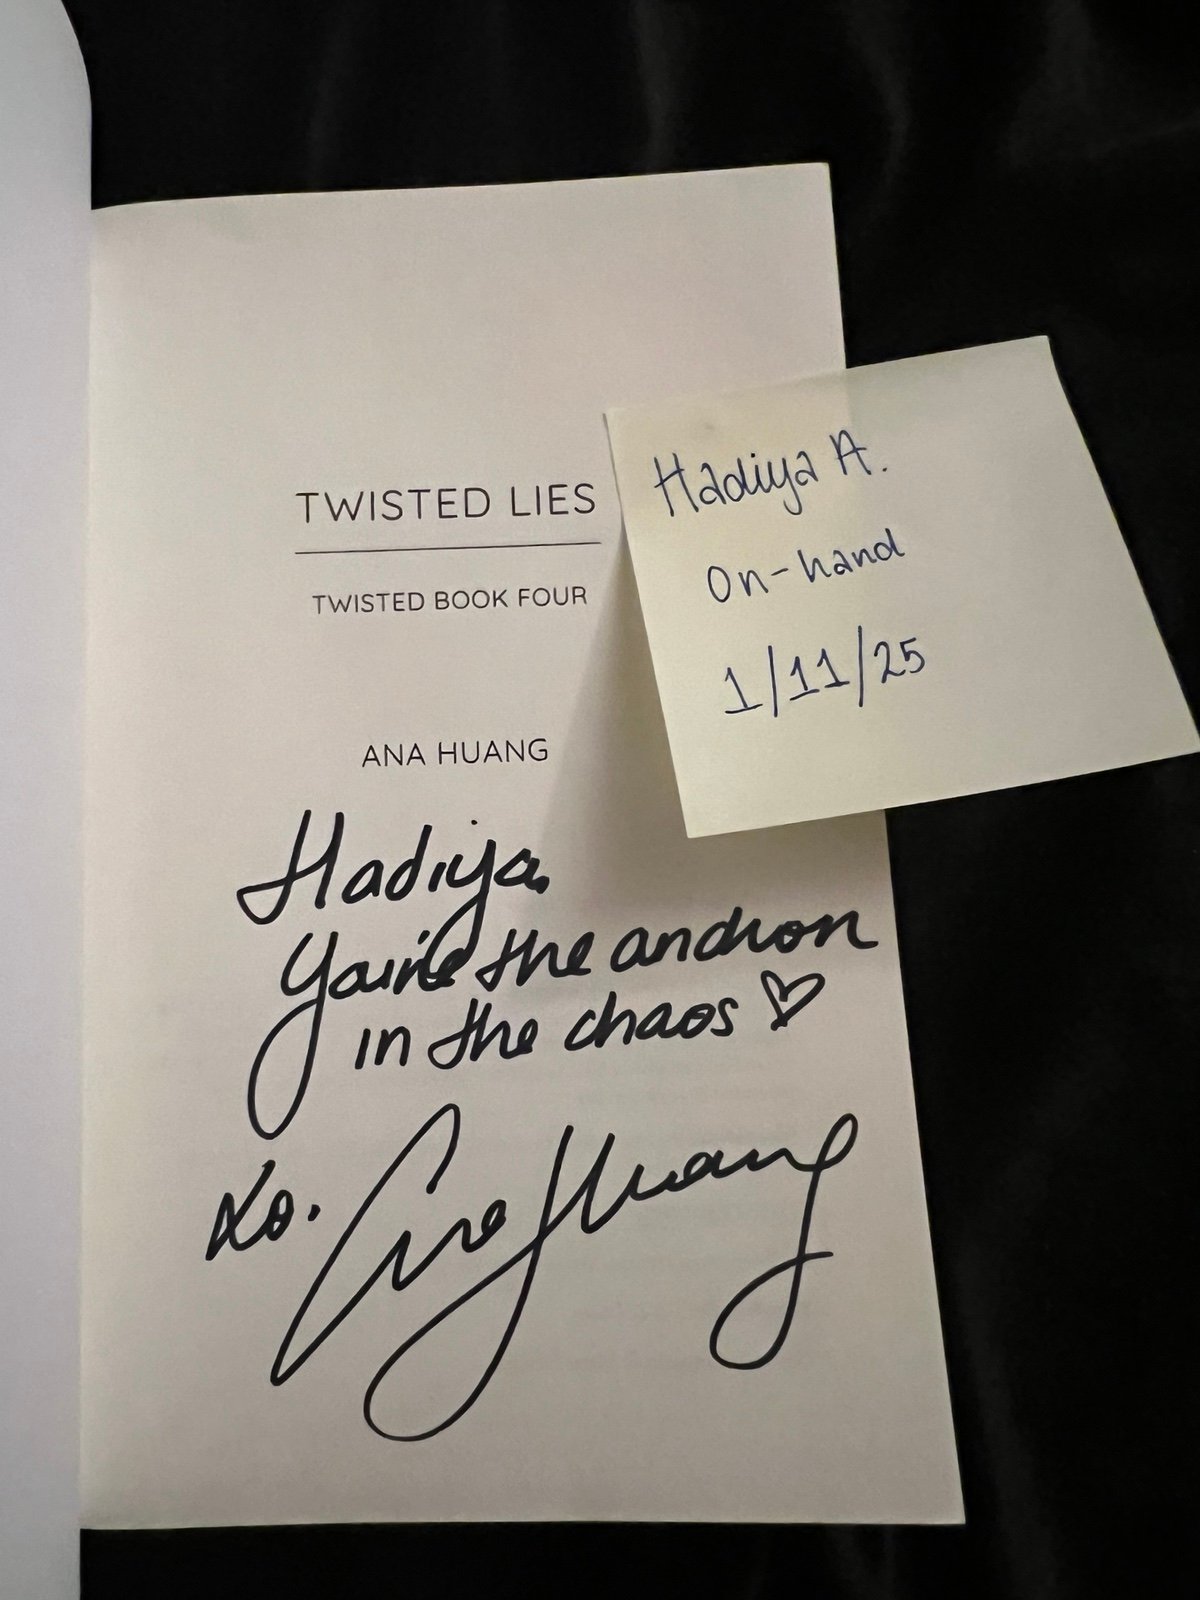 TWISTED LIES
TWISTED BOOK FOUR
ANA HUANG
Hadiya A.
On-hand
1/11/25
Hadiya,
You're the anchor
in the chaos ♡
Xo.
Ana Huang